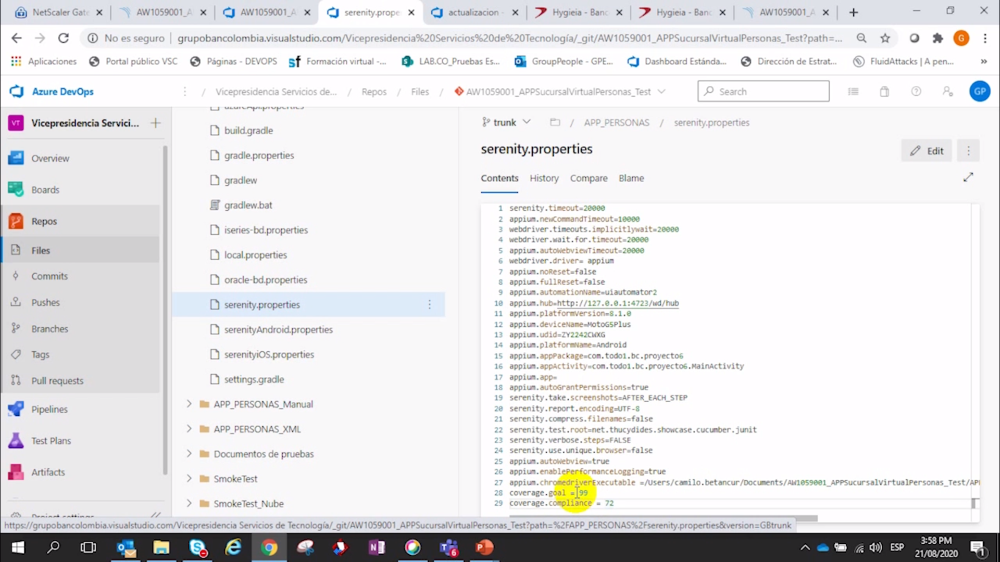 NetScaler Gate
AW1059001_A
AW1059001_A
serenity.prope
actualizacion -
Hygieia - Banc
Hygieia - Banc
AW1059001_A
No es seguro
grupobancolombia.visualstudio.com/Vicepresidencia%20Servicios%20de%20Tecnología/_git/AW1059001_APPSucursalVirtualPersonas_Test?path=...
G
Aplicaciones
Portal público VSC
Páginas - DEVOPS
sf Formación virtual -...
LAB.CO_Pruebas Es...
GroupPeople - GPE...
Dashboard Estánda...
Dirección de Estrat...
FluidAttacks | A pen...
»
Azure DevOps
/ Vicepresidencia Servicios de... / Repos / Files / AW1059001_APPSucursalVirtualPersonas_Test
Search
GP
VT Vicepresidencia Servici...
Overview
Boards
Repos
Files
Commits
Pushes
Branches
Tags
Pull requests
Pipelines
Test Plans
Artifacts
Project settings
azureApi.properties
build.gradle
gradle.properties
gradlew
gradlew.bat
iseries-bd.properties
local.properties
oracle-bd.properties
serenity.properties
serenityAndroid.properties
serenityiOS.properties
settings.gradle
APP_PERSONAS_Manual
APP_PERSONAS_XML
Documentos de pruebas
SmokeTest
SmokeTest_Nube
trunk / APP_PERSONAS / serenity.properties
serenity.properties
Edit
Contents History Compare Blame
1 serenity.timeout=20000
2 appium.newCommandTimeout=10000
3 webdriver.timeouts.implicitlywait=20000
4 webdriver.wait.for.timeout=20000
5 appium.autoWebviewTimeout=20000
6 webdriver.driver= appium
7 appium.noReset=false
8 appium.fullReset=false
9 appium.automationName=uiautomator2
10 appium.hub=http://127.0.0.1:4723/wd/hub
11 appium.platformVersion=8.1.0
12 appium.deviceName=MotoG5Plus
13 appium.udid=ZY2242CWXG
14 appium.platformName=Android
15 appium.appPackage=com.todo1.bc.proyecto6
16 appium.appActivity=com.todo1.bc.proyecto6.MainActivity
17 appium.app=
18 appium.autoGrantPermissions=true
19 serenity.take.screenshots=AFTER_EACH_STEP
20 serenity.report.encoding=UTF-8
21 serenity.compress.filenames=false
22 serenity.test.root=net.thucydides.showcase.cucumber.junit
23 serenity.verbose.steps=FALSE
24 serenity.use.unique.browser=false
25 appium.autoWebview=true
26 appium.enablePerformanceLogging=true
27 appium.chromedriverExecutable =/Users/camilo.betancur/Documents/AW1059001_APPSucursalVirtualPersonas_Test/API
28 coverage.goal = 99
29 coverage.compliance = 72
https://grupobancolombia.visualstudio.com/Vicepresidencia Servicios de Tecnología/_git/AW1059001_APPSucursalVirtualPersonas_Test?path=%2FAPP_PERSONAS%2Fserenity.properties&version=GBtrunk
6
ESP
3:58 PM
21/08/2020
1